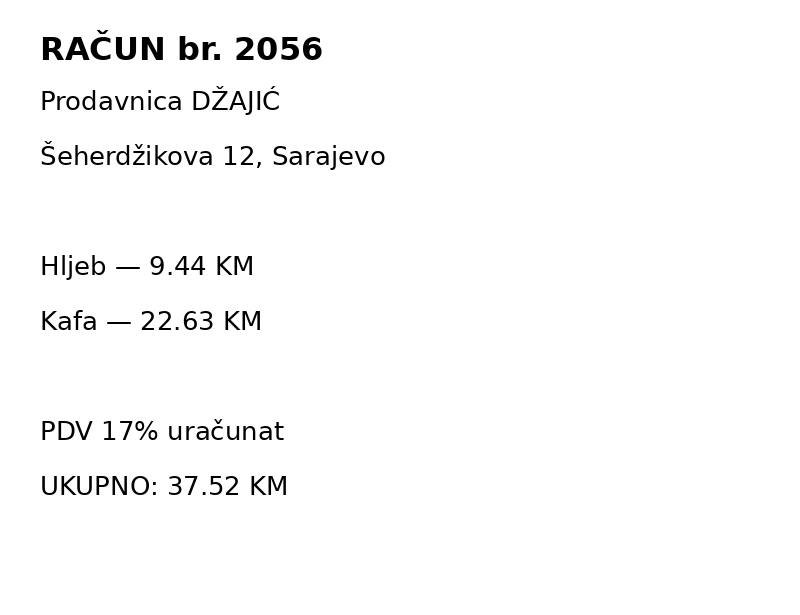 RAČUN br. 2056
Prodavnica DŽAJIĆ
Šeherdžikova 12, Sarajevo
Hljeb — 9.44 KM
Kafa — 22.63 KM
PDV 17% uračunat
UKUPNO: 37.52 KM